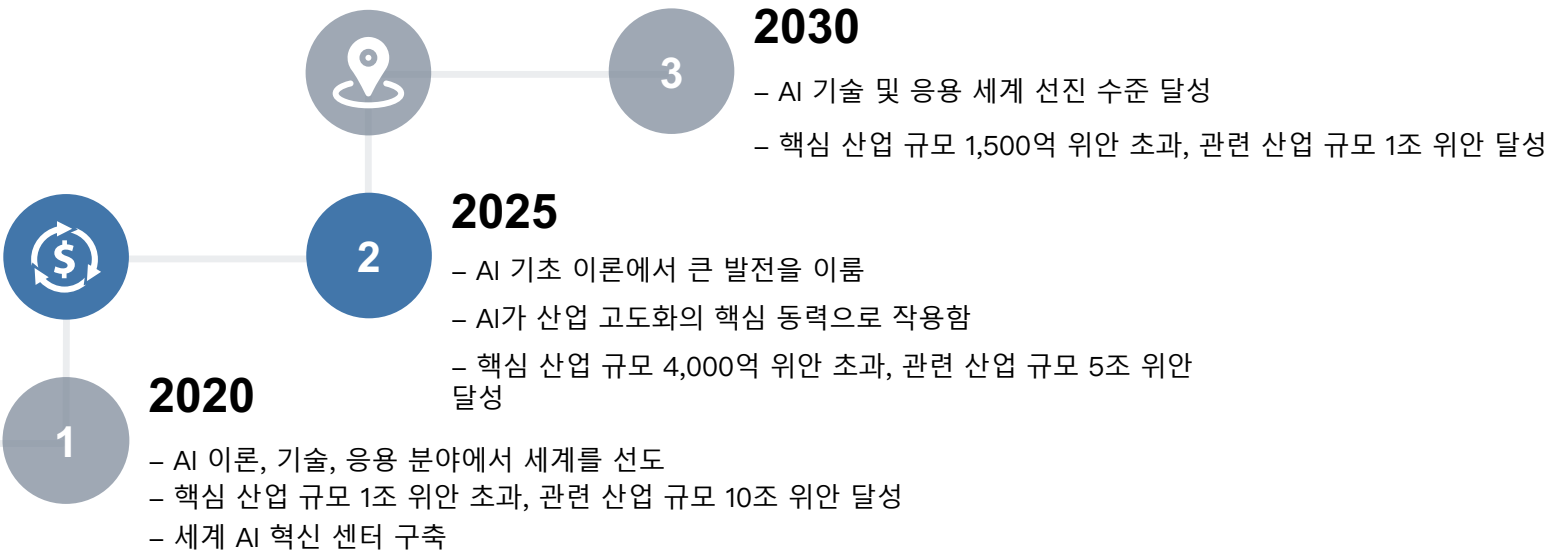 2030
– AI 기술 및 응용 세계 선진 수준 달성
– 핵심 산업 규모 1,500억 위안 초과, 관련 산업 규모 1조 위안 달성
3
2025
– AI 기초 이론에서 큰 발전을 이룸
– AI가 산업 고도화의 핵심 동력으로 작용함
– 핵심 산업 규모 4,000억 위안 초과, 관련 산업 규모 5조 위안
달성
$
2
2020
– AI 이론, 기술, 응용 분야에서 세계를 선도
– 핵심 산업 규모 1조 위안 초과, 관련 산업 규모 10조 위안 달성
– 세계 AI 혁신 센터 구축
1